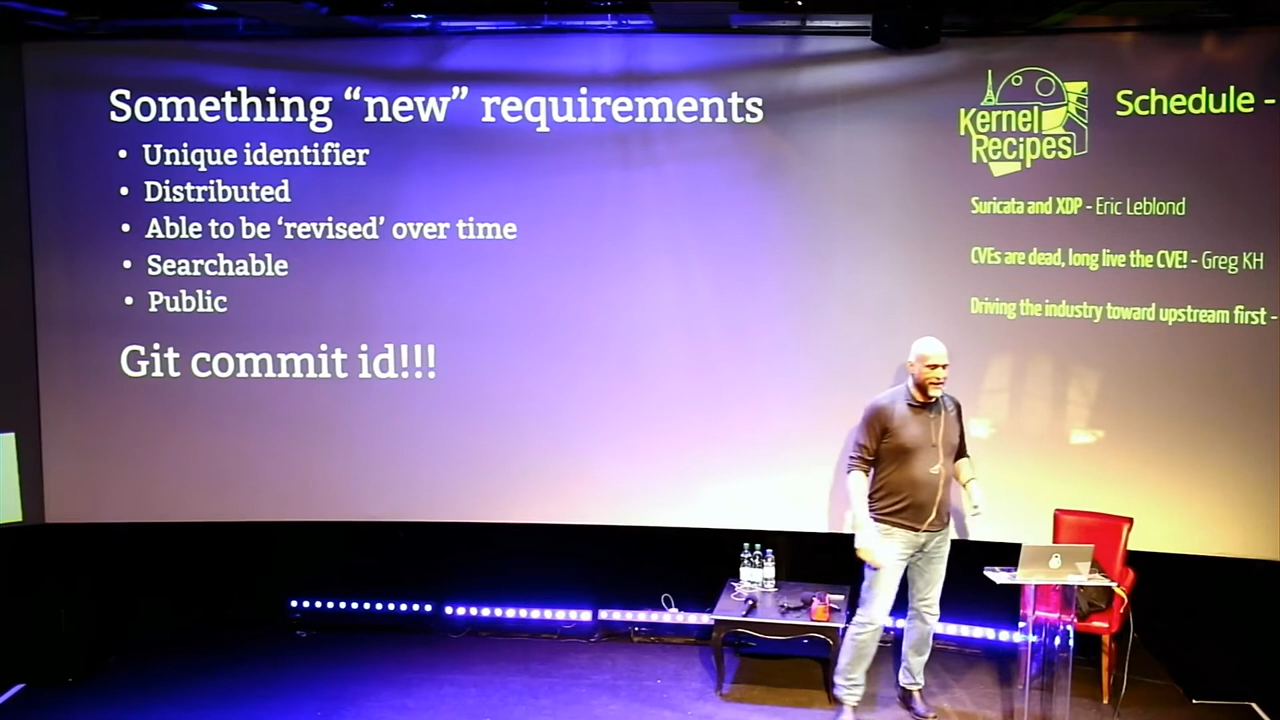 Something “new” requirements
• Unique identifier
• Distributed
• Able to be ‘revised’ over time
• Searchable
• Public
Git commit id!!!
Kernel
Recipes
Schedule -
Suricata and XDP - Eric Leblond
CVEs are dead, long live the CVE! - Greg KH
Driving the industry toward upstream first -